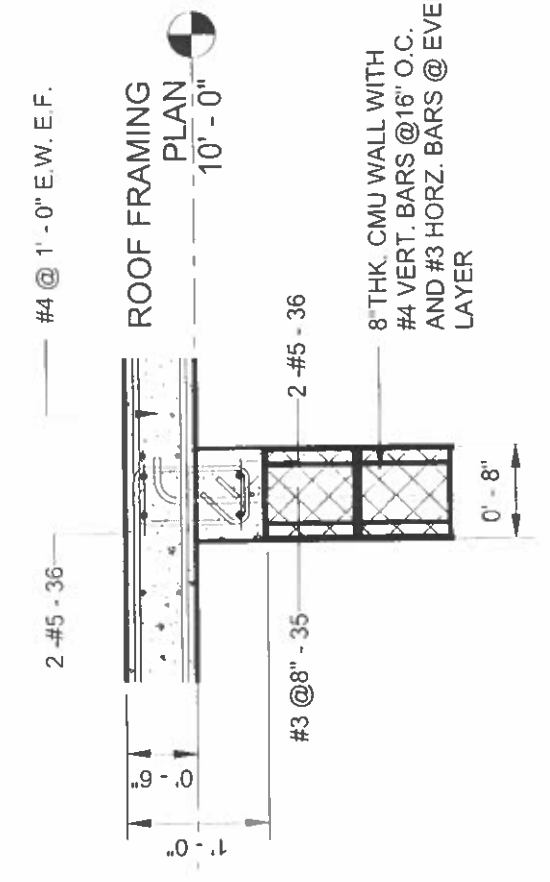 #4 @ 1' - 0" E.W. E.F.
ROOF FRAMING
PLAN
10' - 0"
2 -#5 - 36
2 -#5 - 36
#3 @8" - 35
8" THK. CMU WALL WITH
#4 VERT. BARS @16" O.C.
AND #3 HORZ. BARS @ EVE
LAYER
0' - 6"
1' - 0"
0' - 8"